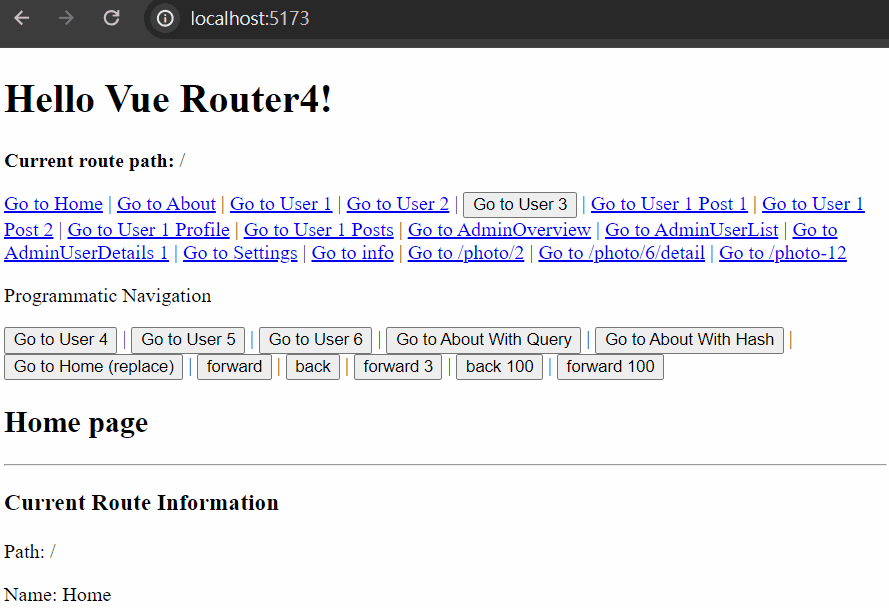 localhost:5173
Hello Vue Router4!
Current route path: /
Go to Home | Go to About | Go to User 1 | Go to User 2 | Go to User 3 | Go to User 1 Post 1 | Go to User 1
Post 2 | Go to User 1 Profile | Go to User 1 Posts | Go to AdminOverview | Go to AdminUserList | Go to
AdminUserDetails 1 | Go to Settings | Go to info | Go to /photo/2 | Go to /photo/6/detail | Go to /photo-12
Programmatic Navigation
Go to User 4 | Go to User 5 | Go to User 6 | Go to About With Query | Go to About With Hash |
Go to Home (replace) | forward | back | forward 3 | back 100 | forward 100
Home page
Current Route Information
Path: /
Name: Home